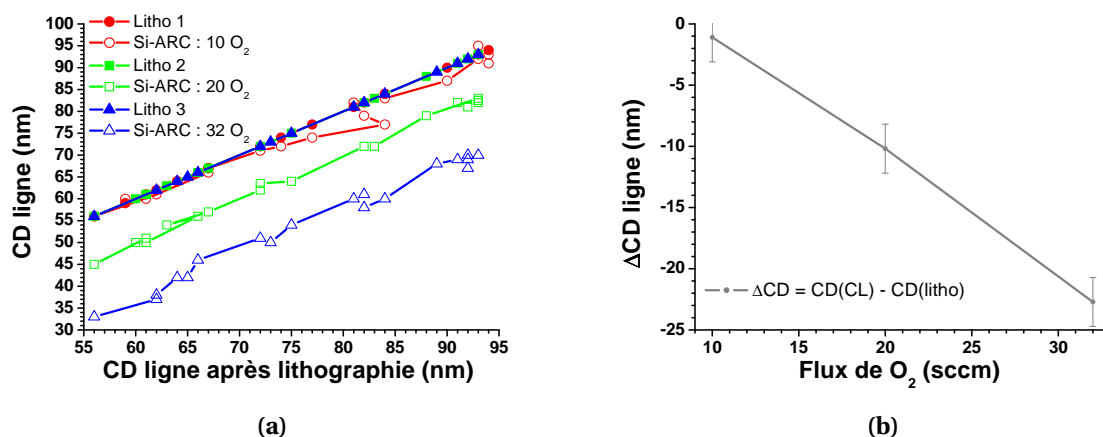 100
95
90
85
80
75
70
65
60
55
50
45
40
35
30
CD ligne (nm)
Litho 1
Si-ARC : 10 O2
Litho 2
Si-ARC : 20 O2
Litho 3
Si-ARC : 32 O2
55 60 65 70 75 80 85 90 95
CD ligne après lithographie (nm)
(a)
-0
-5
-10
-15
-20
-25
ΔCD ligne (nm)
ΔCD = CD(CL) - CD(litho)
10 15 20 25 30
Flux de O2 (sccm)
(b)